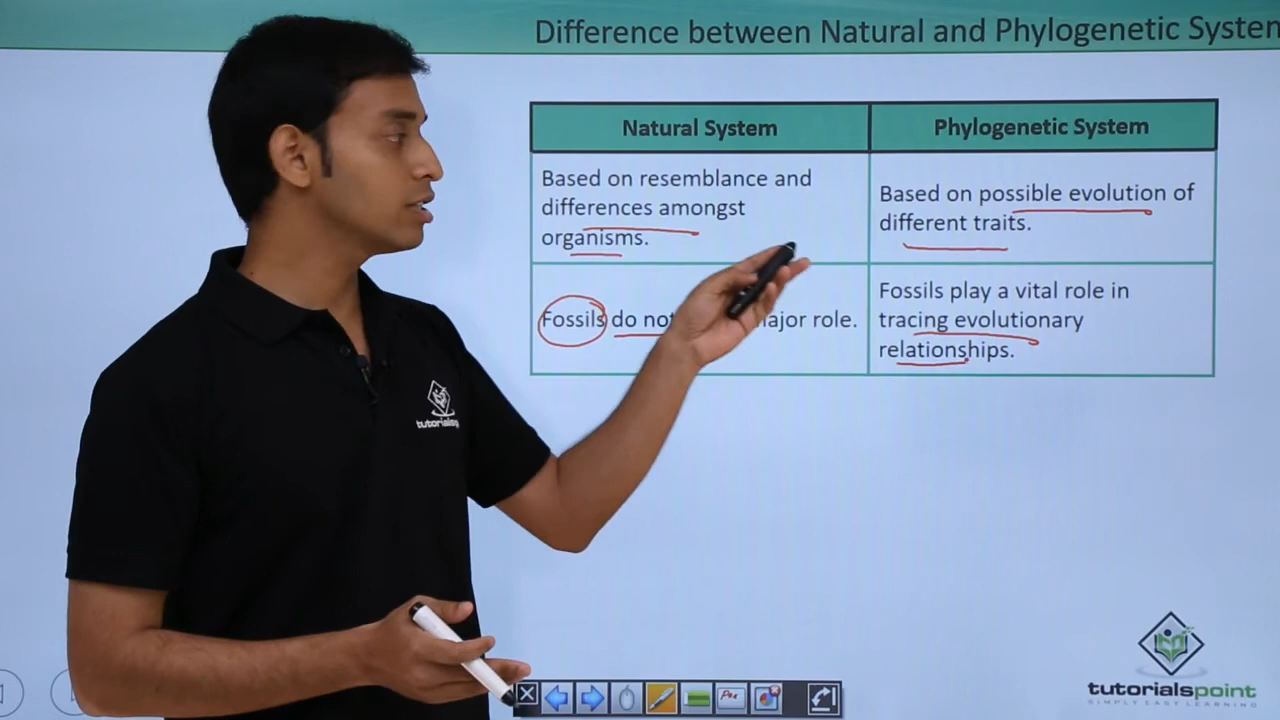 Difference between Natural and Phylogenetic System
Natural System
Phylogenetic System
Based on resemblance and
differences amongst
organisms.
Based on possible evolution of
different traits.
Fossils do not major role.
Fossils play a vital role in
tracing evolutionary
relationships.
tutorialsp
Pen
tutorialspoint
SIMPLY EASY LEARNING